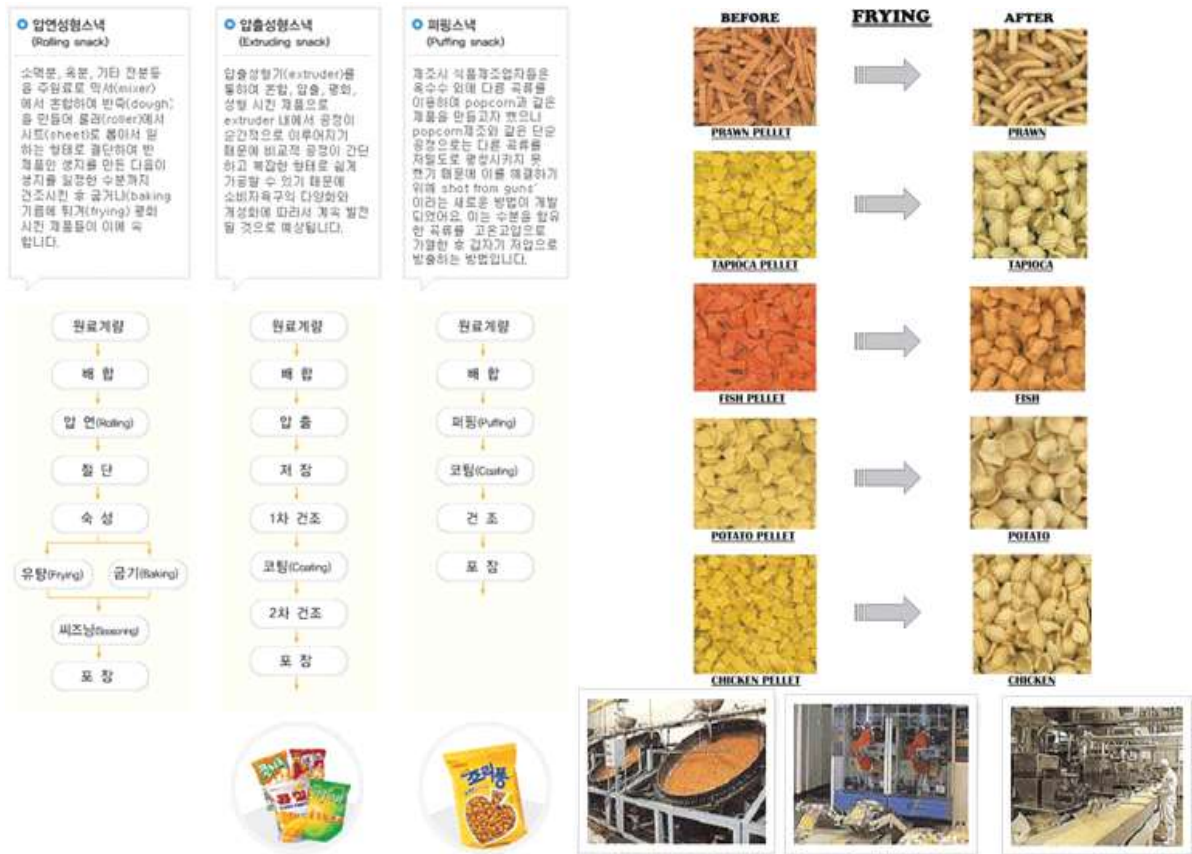 압연성형스낵
(Rolling snack)
소맥분, 옥분, 기타 전분등
을 주원료로 믹서(mixer)
에서 혼합하여 반죽(dough)
을 만들어 롤러(roller)에서
시트(sheet)로 뽑아서 원
하는 형태로 절단하여 반
제품인 생지를 만든 다음이
생지를 일정한 수분까지
건조시킨 후 굽거나(baking
기름에 튀겨(frying) 팽화
시킨 제품들이 이에 속
합니다.
압출성형스낵
(Extruding snack)
압출성형기(extruder)를
통하여 혼합, 압출, 팽화,
성형 시킨 제품으로
extruder 내에서 공정이
순간적으로 이루어지기
때문에 비교적 공정이 간단
하고 복잡한 형태로 쉽게
가공할 수 있기 때문에
소비자욕구의 다양화와
개성화에 따라서 계속 발전
될 것으로 예상됩니다.
퍼핑스낵
(Puffing snack)
제조시 식품제조업자들은
옥수수 외에 다른 곡류를
이용하여 popcorn과 같은
제품을 만들고자 했으나
popcorn제조와 같은 단순
공정으로는 다른 곡류를
저밀도로 팽창시키지 못
했기 때문에 이를 해결하기
위해 shot from guns'
이라는 새로운 방법이 개발
되었어요. 이는 수분을 함유
한 곡류를 고온고압으로
가열한 후 갑자기 저압으로
방출하는 방법입니다.
원료계량
배 합
압 연(Rolling)
절 단
숙 성
유탕(Frying) 굽기(Baking)
씨즈닝(Seasoning)
포 장
원료계량
배 합
압 출
저 장
1차 건조
코팅(Coating)
2차 건조
포 장
원료계량
배 합
퍼핑(Puffing)
코팅(Coating)
건 조
포 장
조리퐁
BEFORE FRYING AFTER
PRAWN PELLET PRAWN
TAPIOCA PELLET TAPIOCA
FISH PELLET FISH
POTATO PELLET POTATO
CHICKEN PELLET CHICKEN